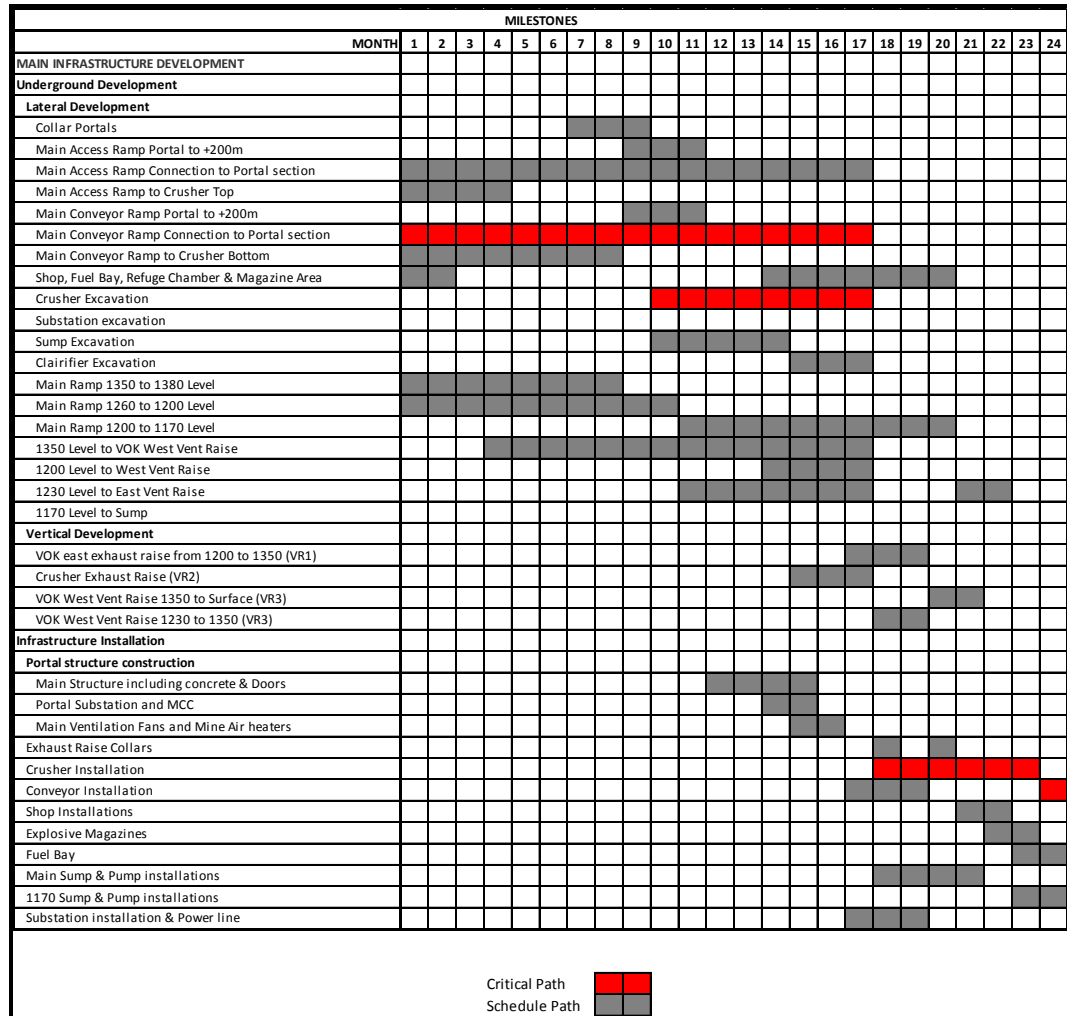 MILESTONES
MONTH 1 2 3 4 5 6 7 8 9 10 11 12 13 14 15 16 17 18 19 20 21 22 23 24
MAIN INFRASTRUCTURE DEVELOPMENT
Underground Development
Lateral Development
Collar Portals
Main Access Ramp Portal to +200m
Main Access Ramp Connection to Portal section
Main Access Ramp to Crusher Top
Main Conveyor Ramp Portal to +200m
Main Conveyor Ramp Connection to Portal section
Main Conveyor Ramp to Crusher Bottom
Shop, Fuel Bay, Refuge Chamber & Magazine Area
Crusher Excavation
Substation excavation
Sump Excavation
Clairifier Excavation
Main Ramp 1350 to 1380 Level
Main Ramp 1260 to 1200 Level
Main Ramp 1200 to 1170 Level
1350 Level to VOK West Vent Raise
1200 Level to West Vent Raise
1230 Level to East Vent Raise
1170 Level to Sump
Vertical Development
VOK east exhaust raise from 1200 to 1350 (VR1)
Crusher Exhaust Raise (VR2)
VOK West Vent Raise 1350 to Surface (VR3)
VOK West Vent Raise 1230 to 1350 (VR3)
Infrastructure Installation
Portal structure construction
Main Structure including concrete & Doors
Portal Substation and MCC
Main Ventilation Fans and Mine Air heaters
Exhaust Raise Collars
Crusher Installation
Conveyor Installation
Shop Installations
Explosive Magazines
Fuel Bay
Main Sump & Pump installations
1170 Sump & Pump installations
Substation installation & Power line
Critical Path
Schedule Path